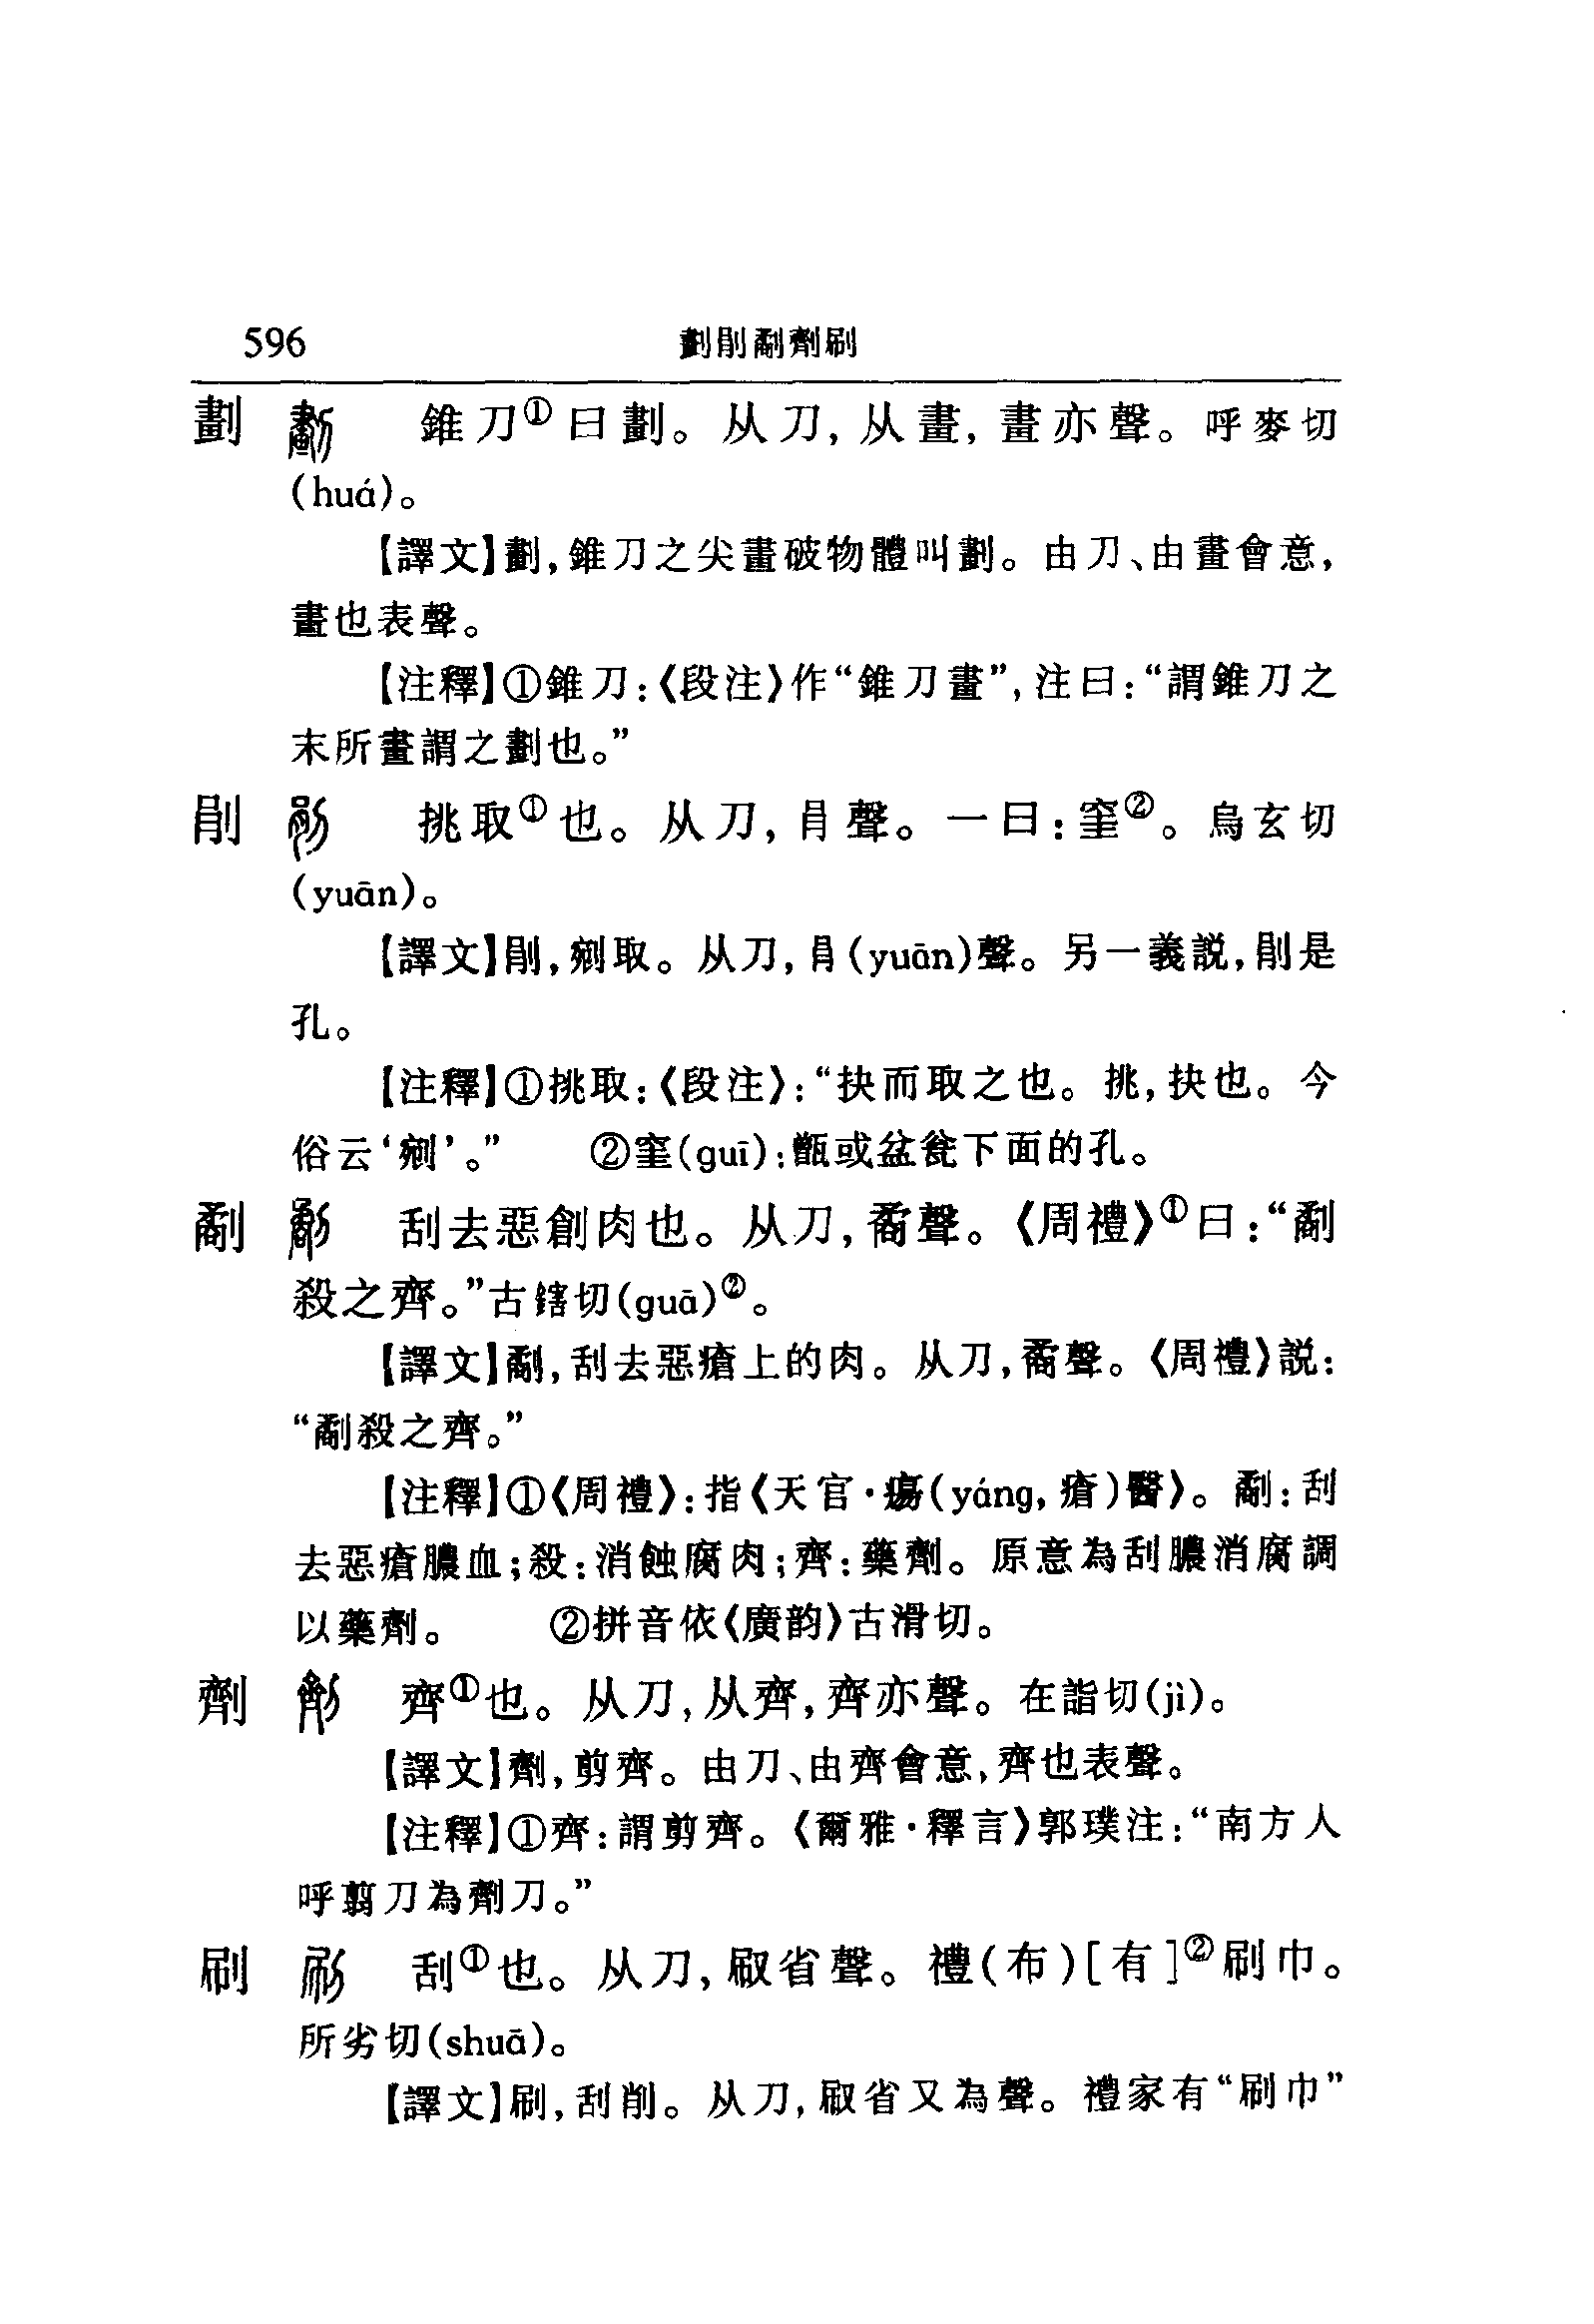 596 劃剈劀劑刷
劃 錐刀①曰劃。从刀,从畫,畫亦聲。呼麥切
(huá)。
【譯文】劃,錐刀之尖畫破物體叫劃。由刀、由畫會意,
畫也表聲。
【注釋】①錐刀:《段注》作“錐刀畫”,注曰:“謂錐刀之
末所畫謂之劃也。”
剈 挑取①也。从刀,肙聲。一曰:窐②。烏玄切
(yuān)。
【譯文】剈,剜取。从刀,肙(yuān)聲。另一義説,剈是
孔。
【注釋】①挑取:《段注》:“抉而取之也。挑,抉也。今
俗云‘剜’。” ②窐(guī):甑或盆瓮下面的孔。
劀 刮去惡創肉也。从刀,矞聲。《周禮》①曰:“劀
殺之齊。”古鎋切(guā)②。
【譯文】劀,刮去惡瘡上的肉。从刀,矞聲。《周禮》説:
“劀殺之齊。”
【注釋】①《周禮》:指《天官·瘍(yáng,瘡)醫》。劀:刮
去惡瘡膿血;殺:消蝕腐肉;齊:藥劑。原意為刮膿消腐調
以藥劑。 ②拼音依《廣韵》古滑切。
劑 齊①也。从刀,从齊,齊亦聲。在詣切(jì)。
【譯文】劑,剪齊。由刀、由齊會意,齊也表聲。
【注釋】①齊:謂剪齊。《爾雅·釋言》郭璞注:“南方人
呼翦刀為劑刀。”
刷 刮①也。从刀,㕞省聲。禮(布)[有]②刷巾。
所劣切(shuā)。
【譯文】刷,刮削。从刀,㕞省又為聲。禮家有“刷巾”